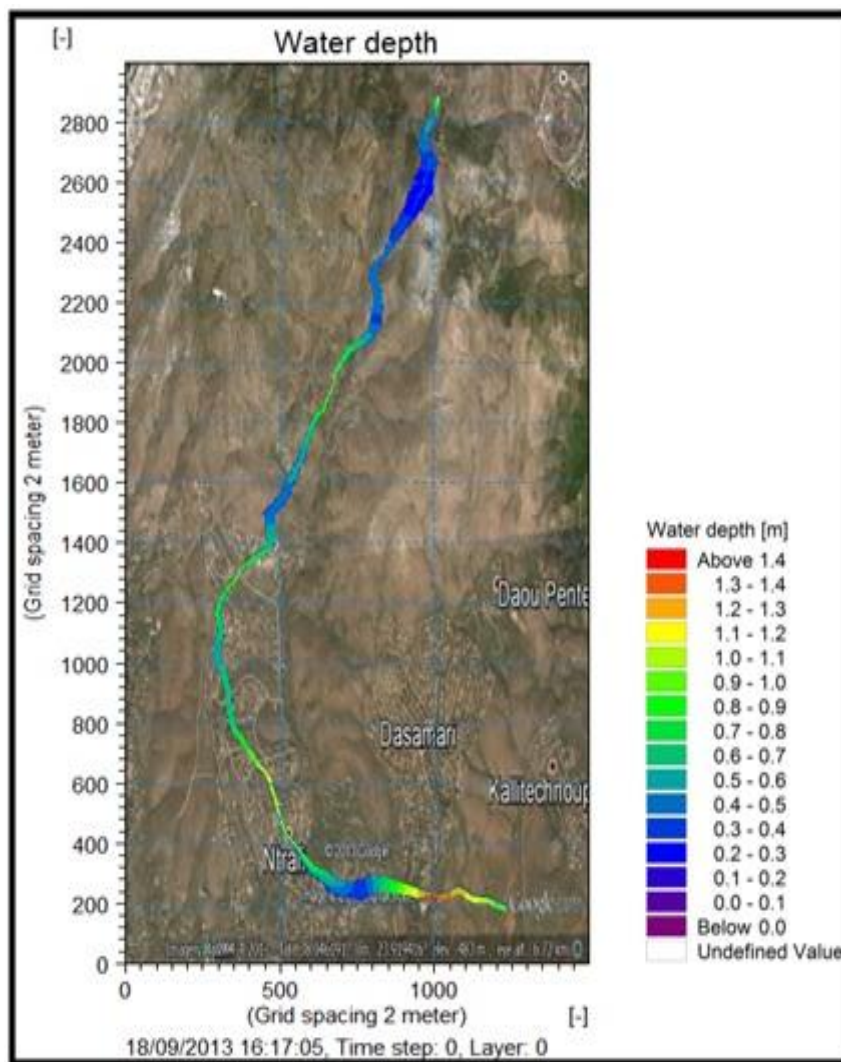 [-]
Water depth
2800
2600
2400
2200
2000
1800
1600
1400
1200
1000
800
600
400
200
0
(Grid spacing 2 meter)
0 500 1000
(Grid spacing 2 meter) [-]
18/09/2013 16:17:05, Time step: 0, Layer: 0
Daou Pente
Dasamari
Kallitechnoup
Google
Water depth [m]
Above 1.4
1.3 - 1.4
1.2 - 1.3
1.1 - 1.2
1.0 - 1.1
0.9 - 1.0
0.8 - 0.9
0.7 - 0.8
0.6 - 0.7
0.5 - 0.6
0.4 - 0.5
0.3 - 0.4
0.2 - 0.3
0.1 - 0.2
0.0 - 0.1
Below 0.0
Undefined Value